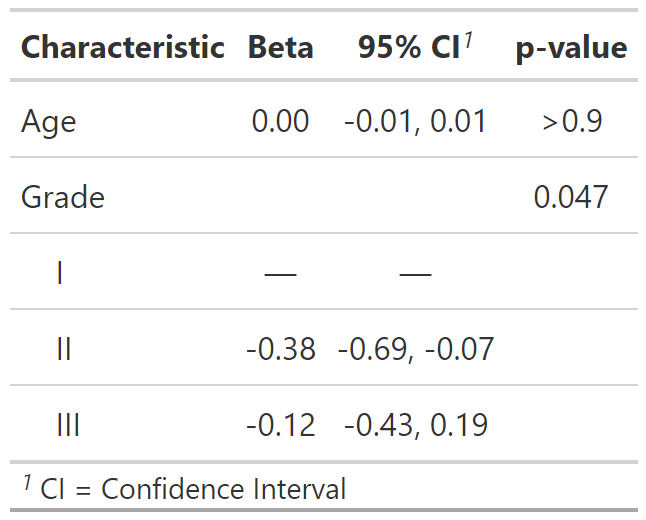 Characteristic Beta 95% CI1 p-value
Age 0.00 -0.01, 0.01 >0.9
Grade 0.047
I — —
II -0.38 -0.69, -0.07
III -0.12 -0.43, 0.19
1 CI = Confidence Interval